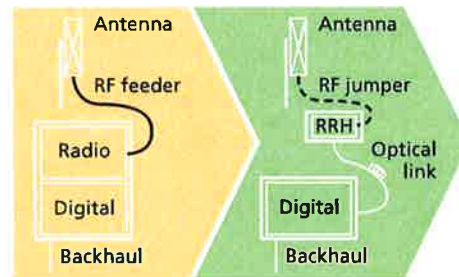 Antenna
RF feeder
Radio
Digital
Backhaul
Antenna
RF jumper
RRH
Optical
link
Digital
Backhaul